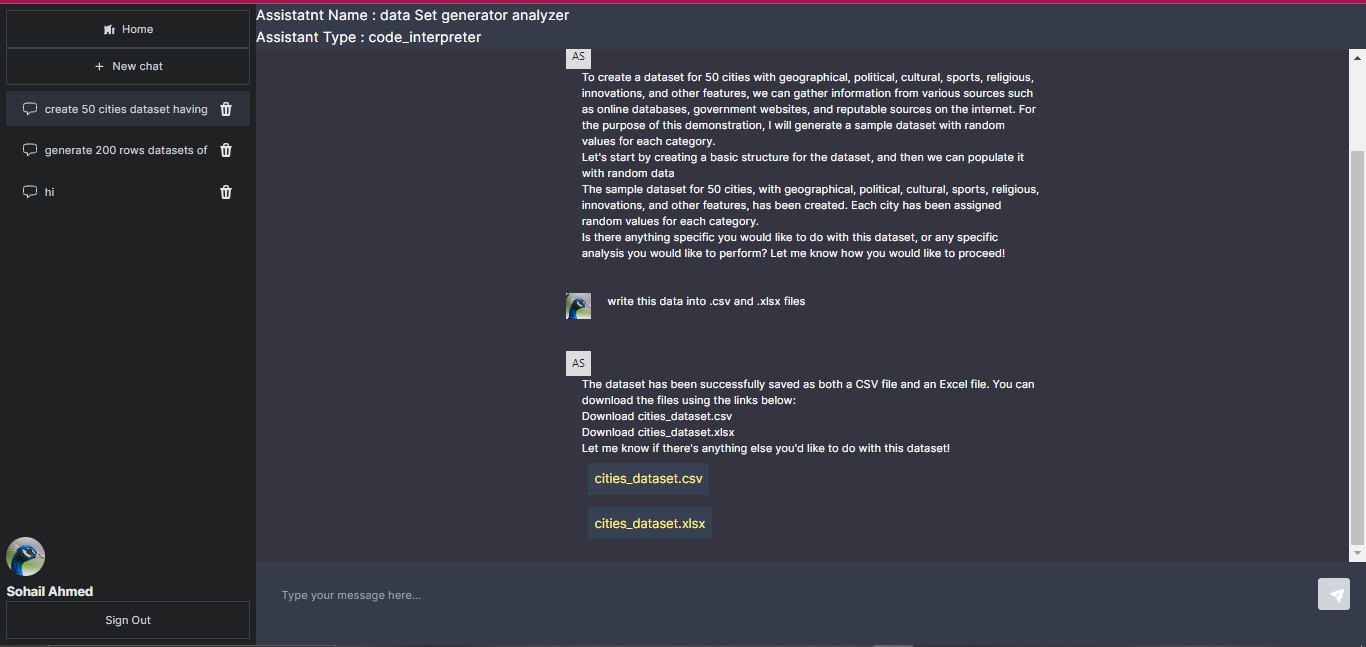 Home
+ New chat
create 50 cities dataset having
generate 200 rows datasets of
hi
Sohail Ahmed
Sign Out
Assistatnt Name : data Set generator analyzer
Assistant Type : code_interpreter
AS
To create a dataset for 50 cities with geographical, political, cultural, sports, religious,
innovations, and other features, we can gather information from various sources such
as online databases, government websites, and reputable sources on the internet. For
the purpose of this demonstration, I will generate a sample dataset with random
values for each category.
Let's start by creating a basic structure for the dataset, and then we can populate it
with random data
The sample dataset for 50 cities, with geographical, political, cultural, sports, religious,
innovations, and other features, has been created. Each city has been assigned
random values for each category.
Is there anything specific you would like to do with this dataset, or any specific
analysis you would like to perform? Let me know how you would like to proceed!
write this data into .csv and .xlsx files
AS
The dataset has been successfully saved as both a CSV file and an Excel file. You can
download the files using the links below:
Download cities_dataset.csv
Download cities_dataset.xlsx
Let me know if there's anything else you'd like to do with this dataset!
cities_dataset.csv
cities_dataset.xlsx
Type your message here...